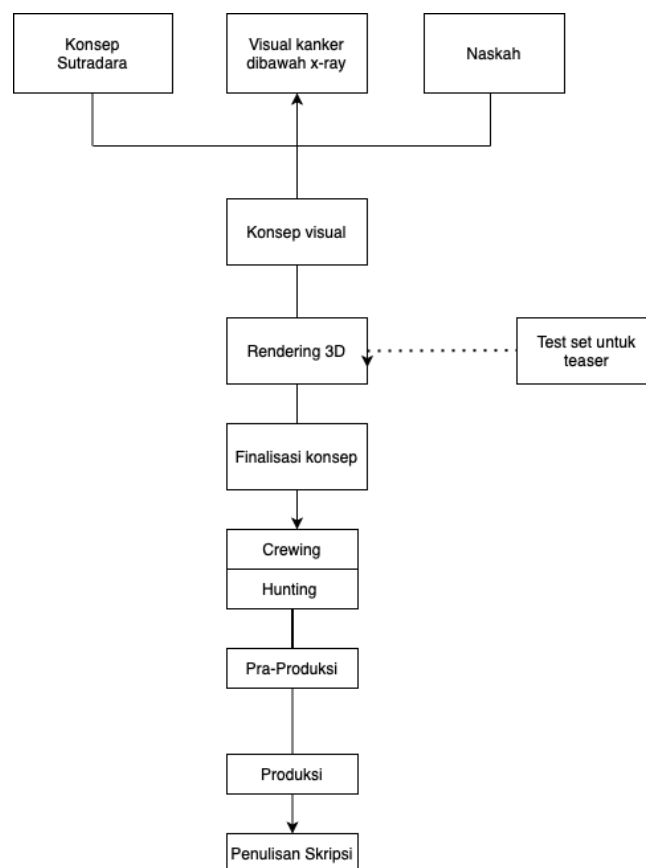 Konsep
Sutradara
Visual kanker
dibawah x-ray
Naskah
Konsep visual
Rendering 3D
Test set untuk
teaser
Finalisasi konsep
Crewing
Hunting
Pra-Produksi
Produksi
Penulisan Skripsi